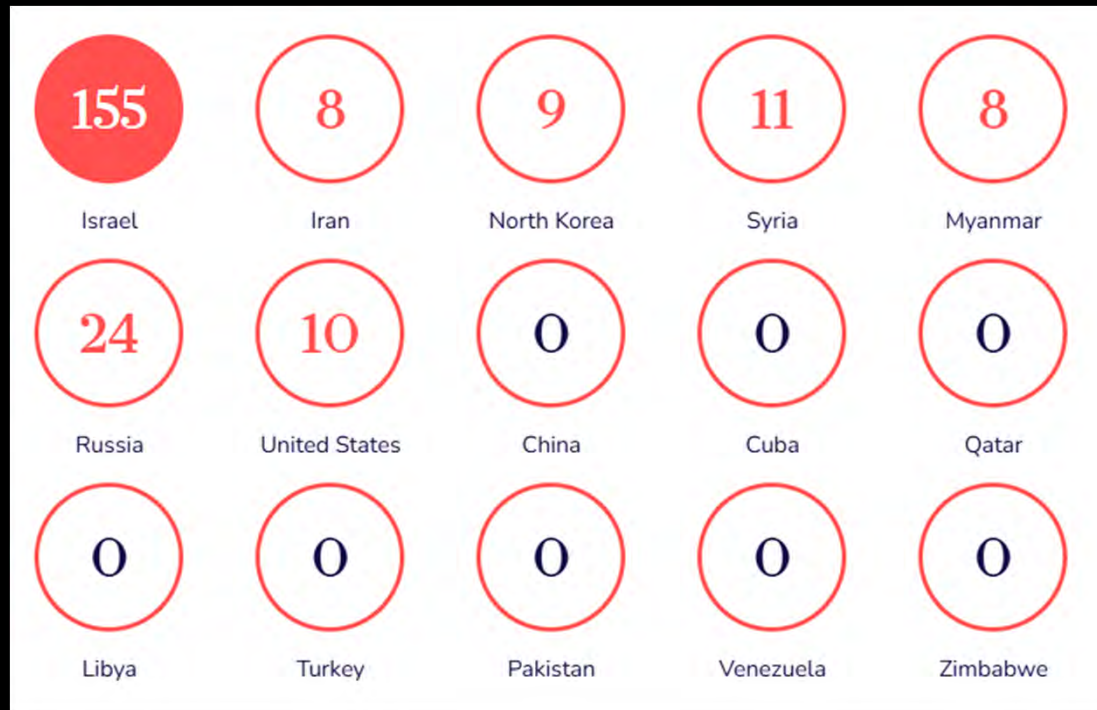 155 8 9 11 8
Israel Iran North Korea Syria Myanmar
24 10 0 0 0
Russia United States China Cuba Qatar
0 0 0 0 0
Libya Turkey Pakistan Venezuela Zimbabwe